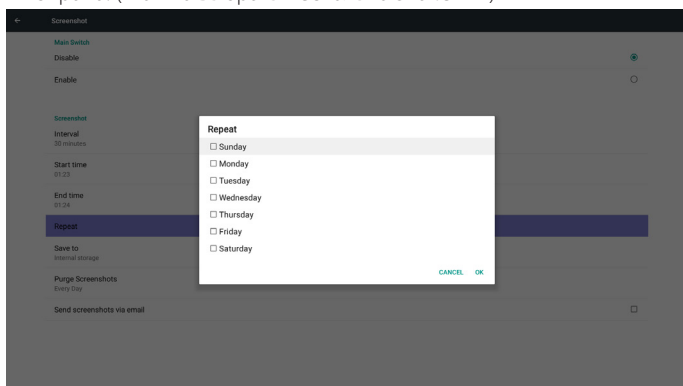 Screenshot
Main Switch
Disable
Enable
Screenshot
Interval
30 minutes
Start time
01:23
End time
01:24
Repeat
Save to
Internal storage
Purge Screenshots
Every Day
Send screenshots via email
Repeat
Sunday
Monday
Tuesday
Wednesday
Thursday
Friday
Saturday
CANCEL OK